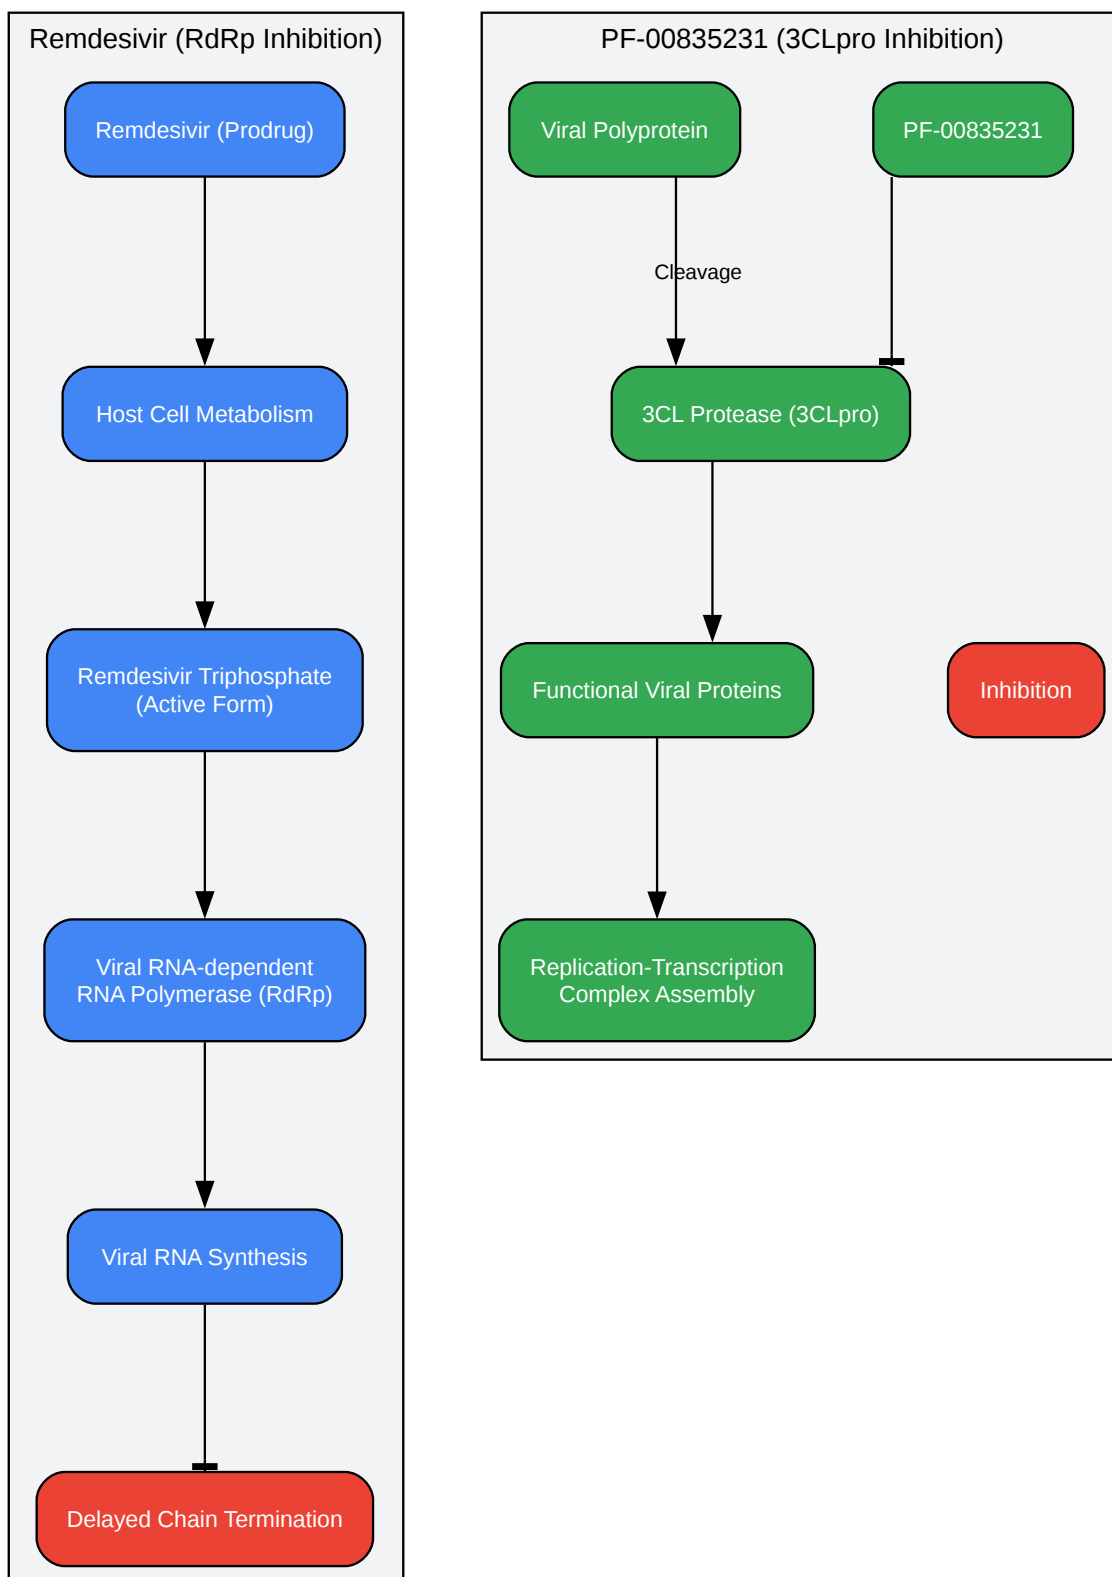 Remdesivir (RdRp Inhibition)
Remdesivir (Prodrug)
Host Cell Metabolism
Remdesivir Triphosphate
(Active Form)
Viral RNA-dependent
RNA Polymerase (RdRp)
Viral RNA Synthesis
Delayed Chain Termination
PF-00835231 (3CLpro Inhibition)
Viral Polyprotein
PF-00835231
Cleavage
3CL Protease (3CLpro)
Functional Viral Proteins
Inhibition
Replication-Transcription
Complex Assembly